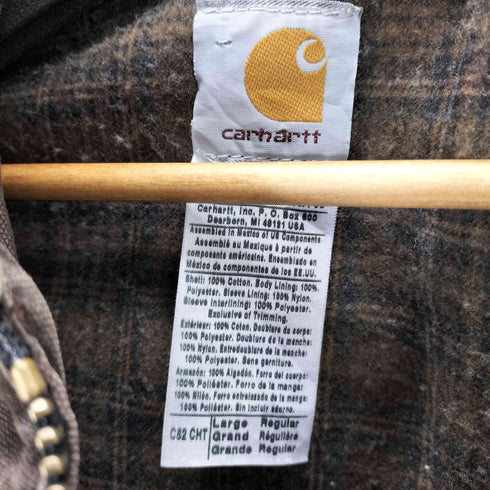 carhartt
Carhartt, Inc. P. O. Box 600
Dearborn, MI 48121 USA
Assembled in Mexico of US Components
Assemblé au Mexique à partir de
composants américains. Ensamblado en
México de componentes de los EE.UU.
Shell: 100% Cotton. Body Lining: 100%
Polyester. Sleeve Lining: 100% Nylon.
Sleeve Interlining: 100% Polyester.
Exclusive of Trimming.
Extérieur: 100% Coton. Doublure du corps:
100% Polyester. Doublure de la manche:
100% Nylon. Entredoublure de la manche:
100% Polyester. Sans garniture.
Armazón: 100% Algodón. Forro del cuerpo:
100% Poliéster. Forro de la manga:
100% Nilón. Forro entrelazado de la manga:
100% Poliéster. Sin incluir adorno.
C52 CHT
Large Regular
Grand Régulière
Grande Regular